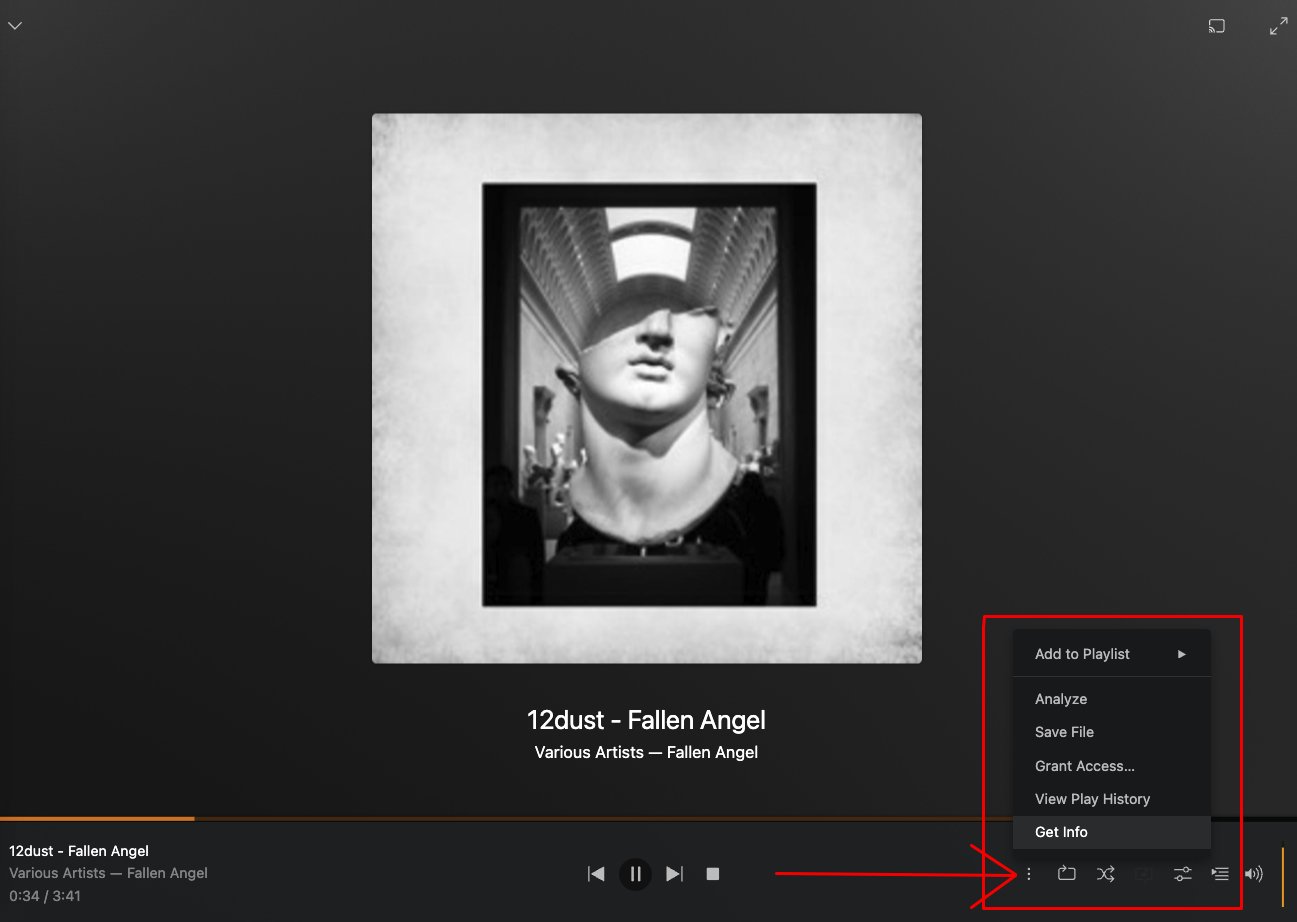 12dust - Fallen Angel
Various Artists — Fallen Angel
Add to Playlist
Analyze
Save File
Grant Access...
View Play History
Get Info
12dust - Fallen Angel
Various Artists — Fallen Angel
0:34 / 3:41